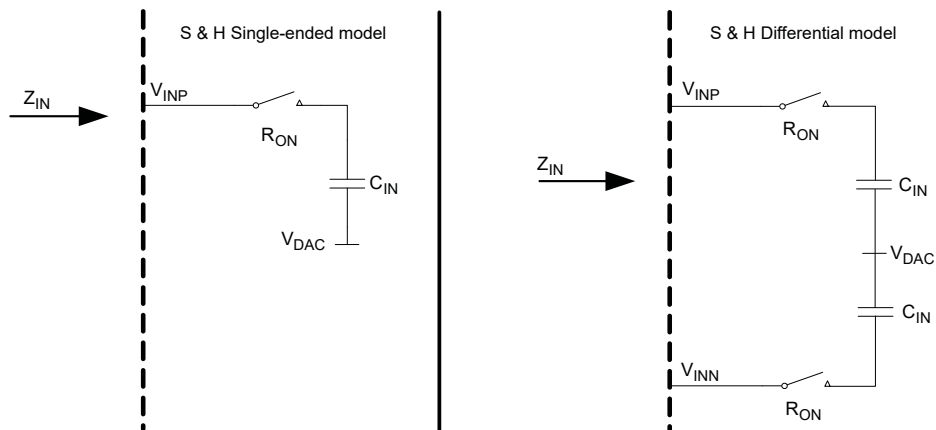 S & H Single-ended model
Z_IN
V_INP
R_ON
C_IN
V_DAC
S & H Differential model
Z_IN
V_INP
R_ON
C_IN
V_DAC
C_IN
V_INN
R_ON